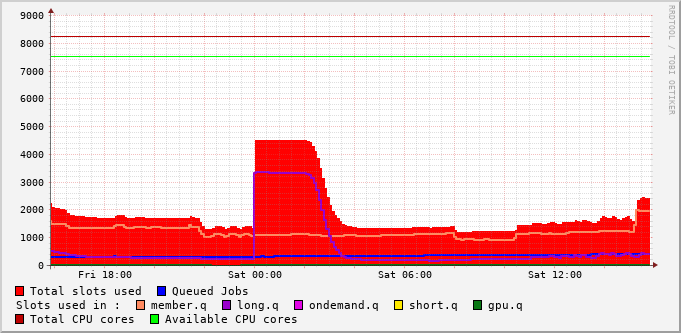 9000
8000
7000
6000
5000
4000
3000
2000
1000
0
Fri 18:00 Sat 00:00 Sat 06:00 Sat 12:00
RRDTOOL / TOBI OETIKER
Total slots used Queued Jobs
Slots used in : member.q long.q ondemand.q short.q gpu.q
Total CPU cores Available CPU cores